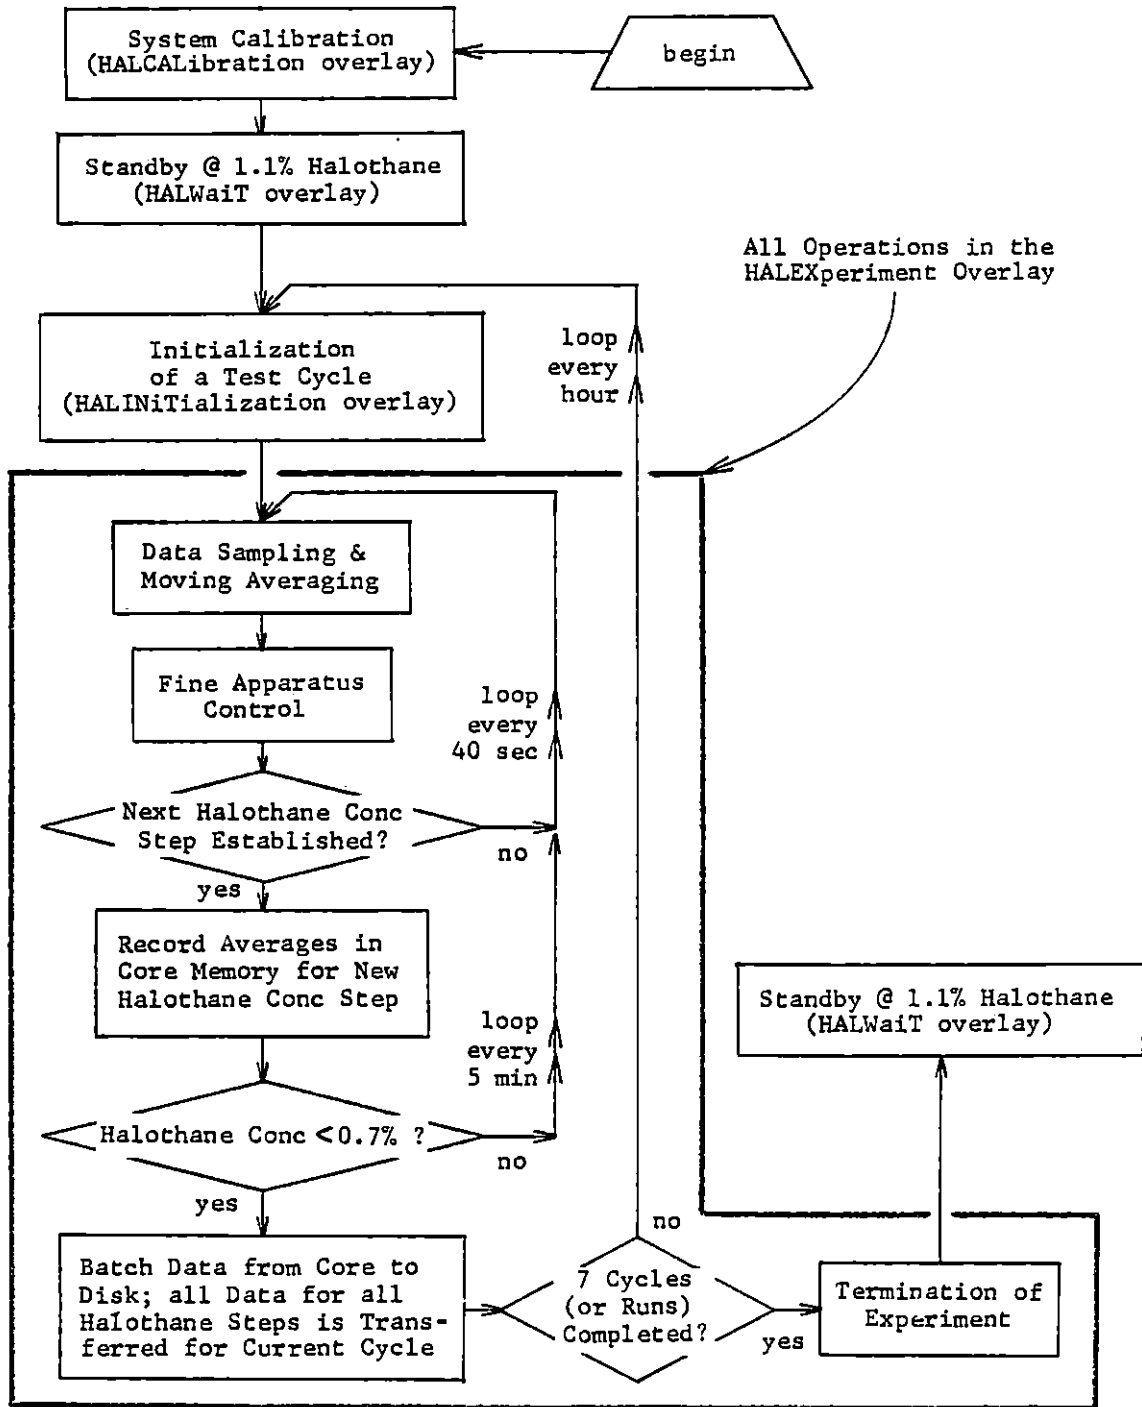 System Calibration
(HALCALibration overlay)
begin
Standby @ 1.1% Halothane
(HALWaiT overlay)
All Operations in the
HALEXperiment Overlay
Initialization
of a Test Cycle
(HALINiTialization overlay)
loop
every
hour
Data Sampling &
Moving Averaging
Fine Apparatus
Control
loop
every
40 sec
Next Halothane Conc
Step Established?
no
yes
Record Averages in
Core Memory for New
Halothane Conc Step
loop
every
5 min
Standby @ 1.1% Halothane
(HALWaiT overlay)
Halothane Conc <0.7% ?
no
yes
Batch Data from Core to
Disk; all Data for all
Halothane Steps is Trans-
ferred for Current Cycle
no
7 Cycles
(or Runs)
Completed?
yes
Termination of
Experiment